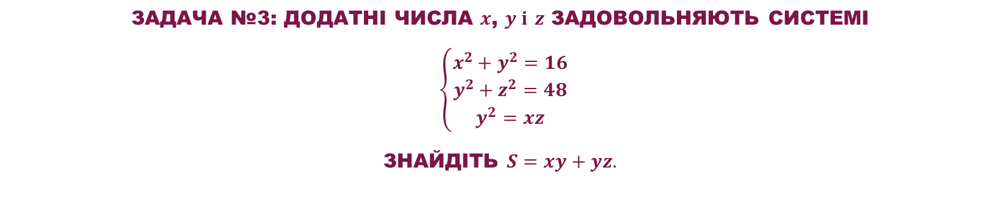 ЗАДАЧА №3: ДОДАТНІ ЧИСЛА x, y і z ЗАДОВОЛЬНЯЮТЬ СИСТЕМІ
x² + y² = 16
y² + z² = 48
y² = xz
ЗНАЙДІТЬ S = xy + yz.